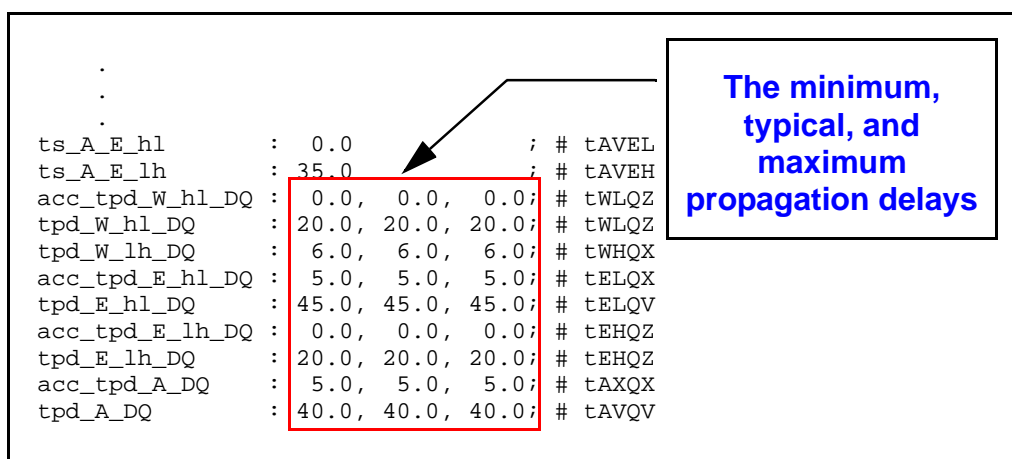 .
.
.
ts_A_E_hl : 0.0 ; # tAVEL
ts_A_E_lh : 35.0 ; # tAVEH
acc_tpd_W_hl_DQ : 0.0, 0.0, 0.0; # tWLQZ
tpd_W_hl_DQ : 20.0, 20.0, 20.0; # tWLQZ
tpd_W_lh_DQ : 6.0, 6.0, 6.0; # tWHQX
acc_tpd_E_hl_DQ : 5.0, 5.0, 5.0; # tELQX
tpd_E_hl_DQ : 45.0, 45.0, 45.0; # tELQV
acc_tpd_E_lh_DQ : 0.0, 0.0, 0.0; # tEHQZ
tpd_E_lh_DQ : 20.0, 20.0, 20.0; # tEHQZ
acc_tpd_A_DQ : 5.0, 5.0, 5.0; # tAXQX
tpd_A_DQ : 40.0, 40.0, 40.0; # tAVQV
The minimum,
typical, and
maximum
propagation delays